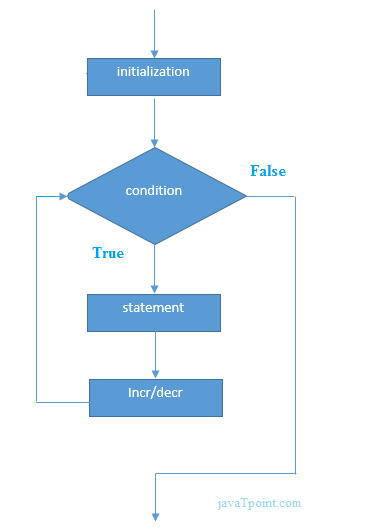 initialization
False
condition
True
statement
Incr/decr
javaTpoint.com